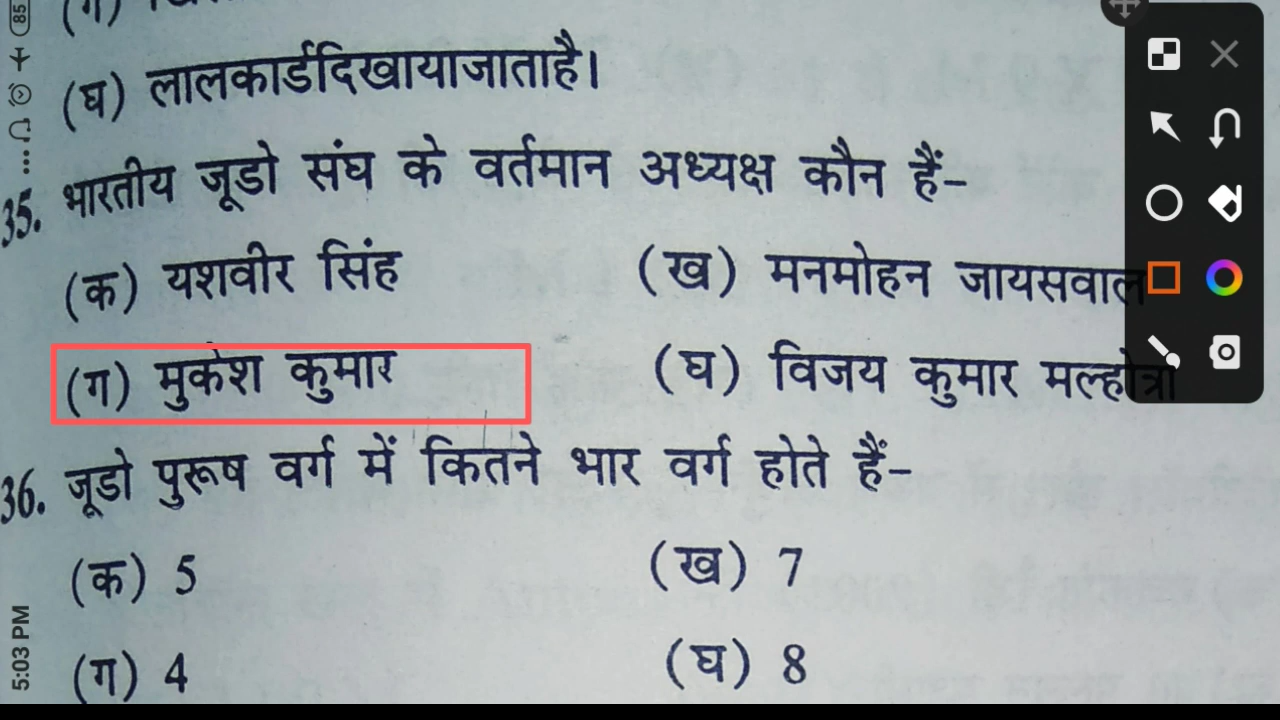 (ग)
(घ) लालकार्डदिखायाजाताहै।
35. भारतीय जूडो संघ के वर्तमान अध्यक्ष कौन हैं-
(क) यशवीर सिंह (ख) मनमोहन जायसवाल
(ग) मुकेश कुमार (घ) विजय कुमार मल्होत्रा
36. जूडो पुरूष वर्ग में कितने भार वर्ग होते हैं-
(क) 5 (ख) 7
(ग) 4 (घ) 8
85
5:03 PM